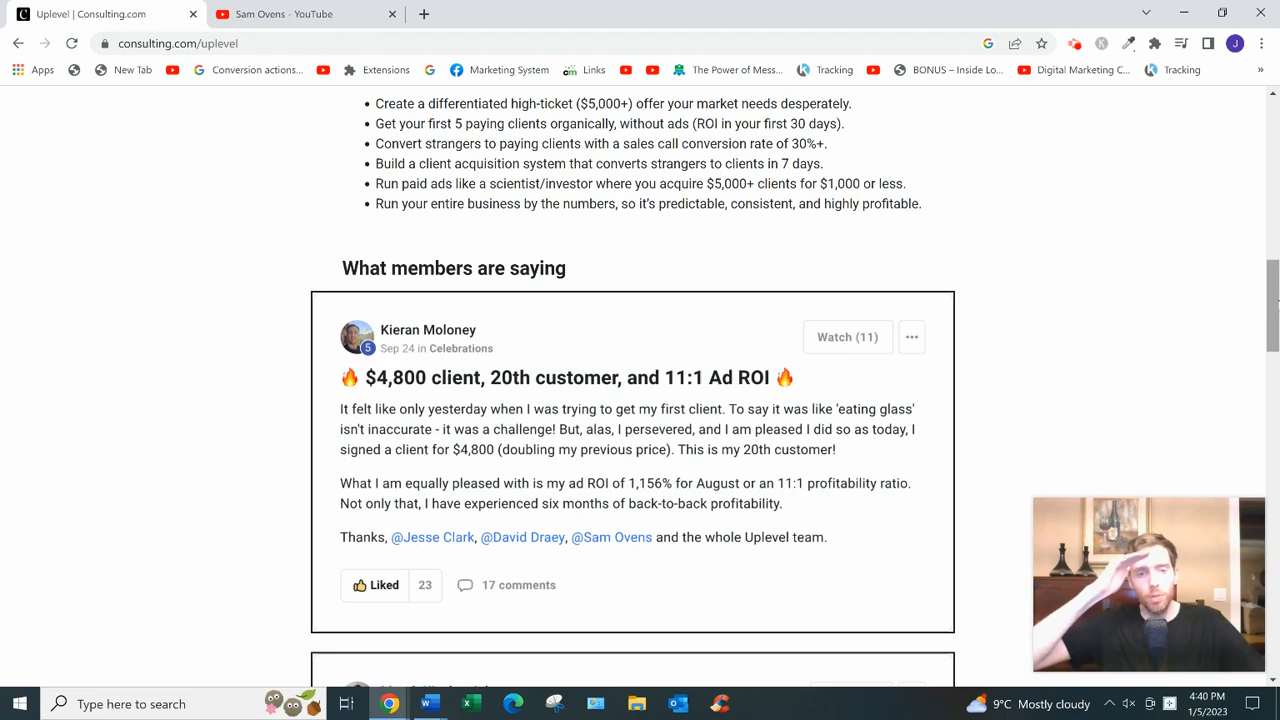 Uplevel | Consulting.com
Sam Ovens - YouTube
consulting.com/uplevel
Apps
New Tab
Conversion actions...
Extensions
Marketing System
Links
The Power of Mess...
Tracking
BONUS – Inside Lo...
Digital Marketing C...
Tracking
• Create a differentiated high-ticket ($5,000+) offer your market needs desperately.
• Get your first 5 paying clients organically, without ads (ROI in your first 30 days).
• Convert strangers to paying clients with a sales call conversion rate of 30%+.
• Build a client acquisition system that converts strangers to clients in 7 days.
• Run paid ads like a scientist/investor where you acquire $5,000+ clients for $1,000 or less.
• Run your entire business by the numbers, so it's predictable, consistent, and highly profitable.
What members are saying
Kieran Moloney
5
Sep 24 in Celebrations
Watch (11)
🔥 $4,800 client, 20th customer, and 11:1 Ad ROI 🔥
It felt like only yesterday when I was trying to get my first client. To say it was like 'eating glass'
isn't inaccurate - it was a challenge! But, alas, I persevered, and I am pleased I did so as today, I
signed a client for $4,800 (doubling my previous price). This is my 20th customer!
What I am equally pleased with is my ad ROI of 1,156% for August or an 11:1 profitability ratio.
Not only that, I have experienced six months of back-to-back profitability.
Thanks, @Jesse Clark, @David Draey, @Sam Ovens and the whole Uplevel team.
👍 Liked 23
17 comments
Type here to search
9°C Mostly cloudy
4:40 PM
1/5/2023